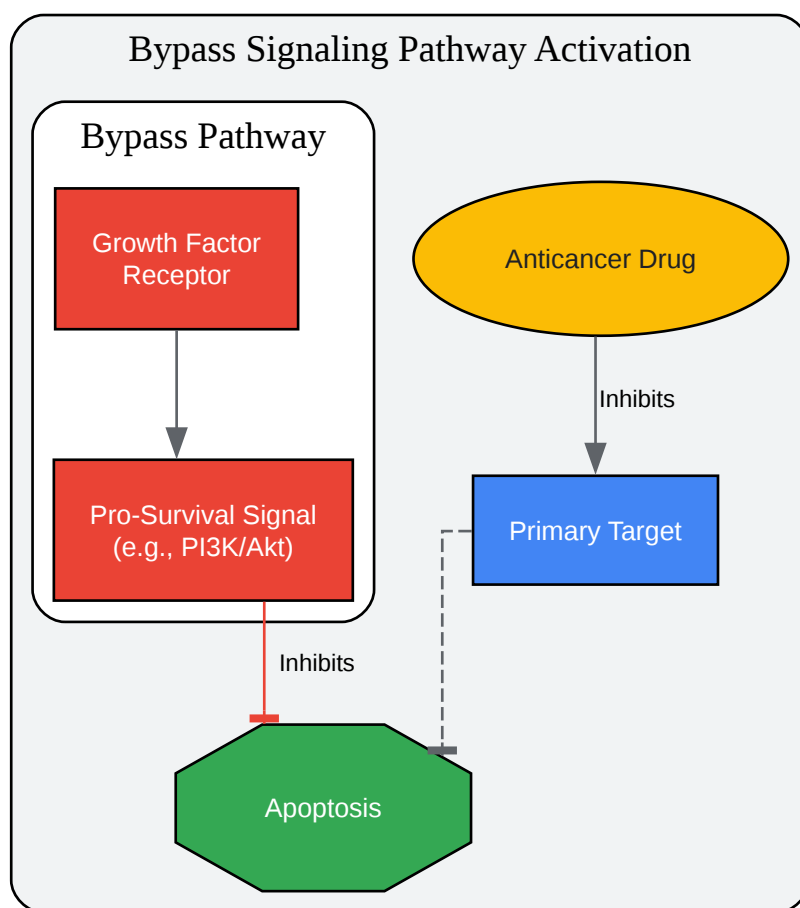 Bypass Signaling Pathway Activation
Bypass Pathway
Growth Factor
Receptor
Anticancer Drug
Inhibits
Pro-Survival Signal
(e.g., PI3K/Akt)
Primary Target
Inhibits
Apoptosis